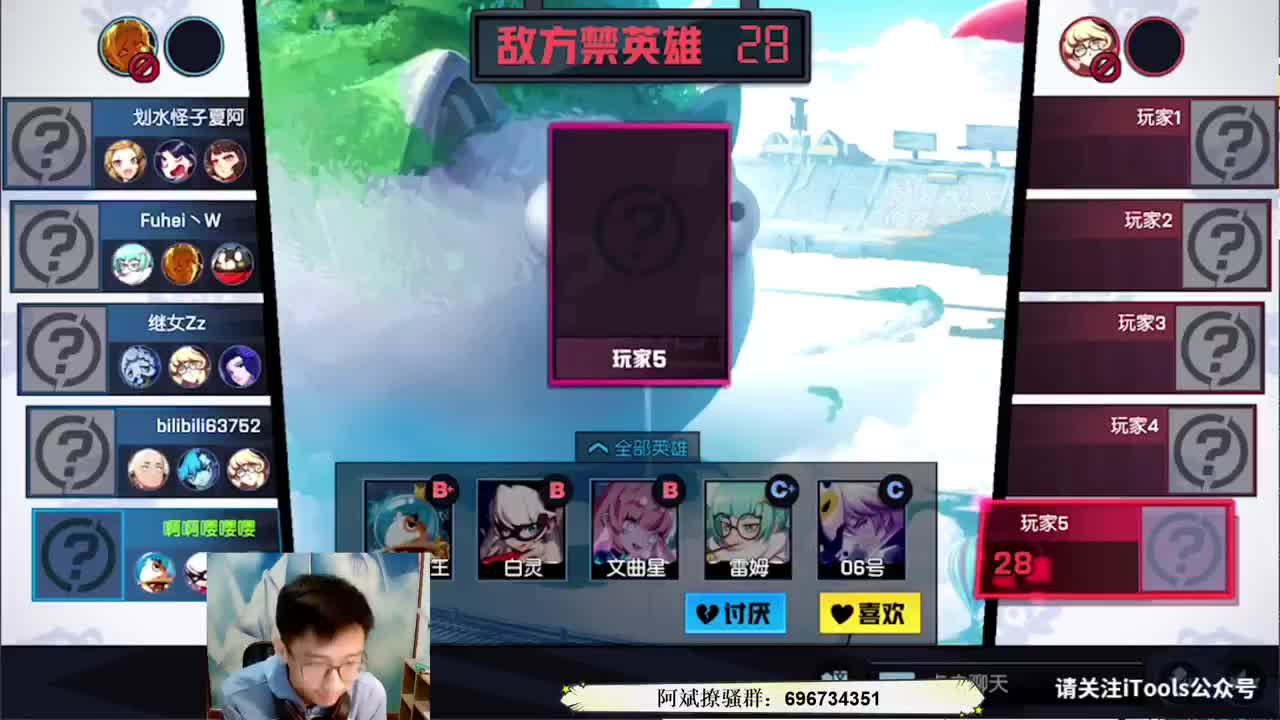 敌方禁英雄 28
划水怪子夏阿
Fuhei丶W
继女Zz
bilibili63752
啊啊嘤嘤嘤
玩家5
全部英雄
B+
王
B
白灵
B
文曲星
C+
雷姆
C
06号
讨厌
喜欢
玩家1
玩家2
玩家3
玩家4
玩家5
28
聊天
请关注iTools公众号
阿斌撩骚群：696734351